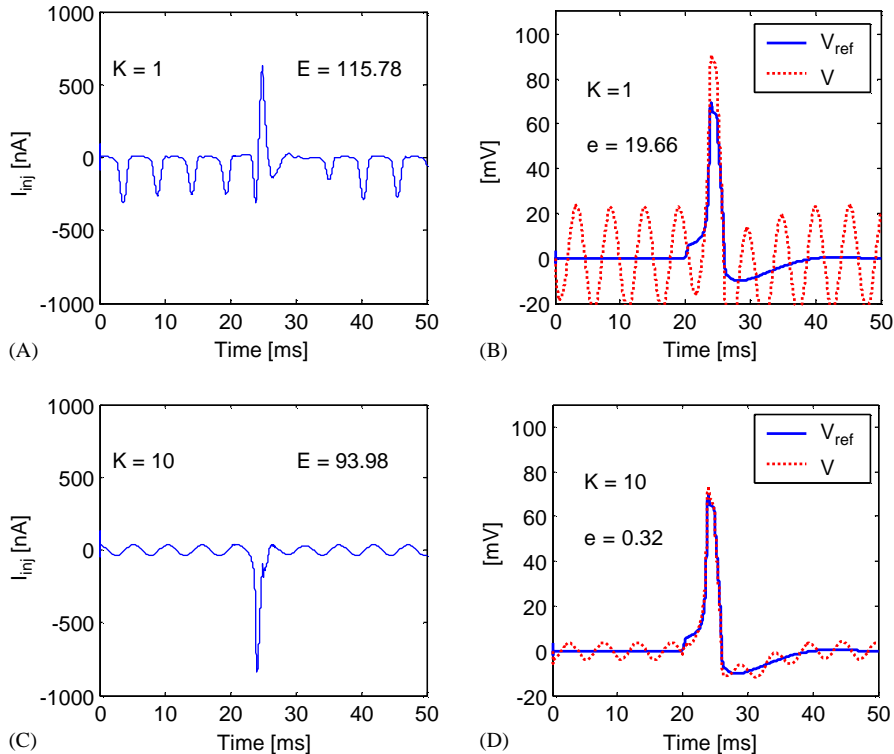 1000
500
0
-500
-1000
I_inj [nA]
K = 1
E = 115.78
0 10 20 30 40 50
Time [ms]
(A)
100
80
60
40
20
0
-20
[mV]
K =1
e = 19.66
V_ref
V
0 10 20 30 40 50
Time [ms]
(B)
1000
500
0
-500
-1000
I_inj [nA]
K = 10
E = 93.98
0 10 20 30 40 50
Time [ms]
(C)
100
80
60
40
20
0
-20
[mV]
K = 10
e = 0.32
V_ref
V
0 10 20 30 40 50
Time [ms]
(D)